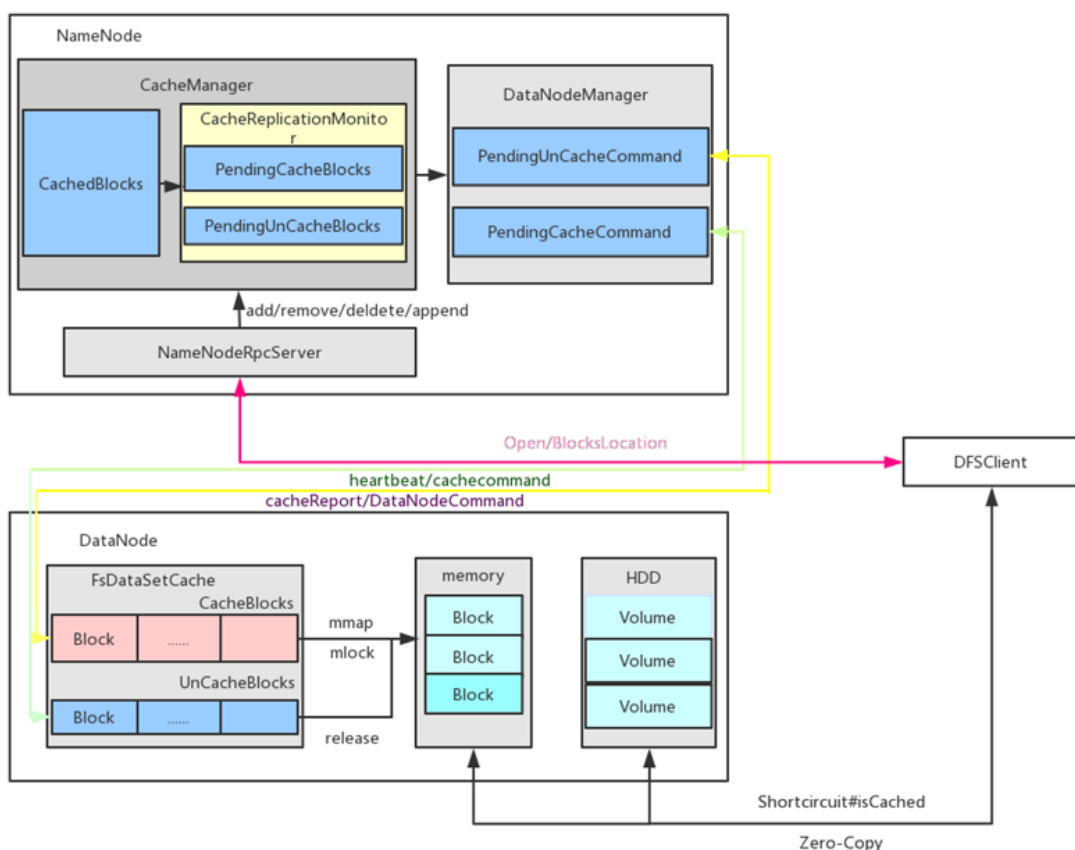 NameNode
CacheManager
CacheReplicationMonito
r
CachedBlocks
PendingCacheBlocks
PendingUnCacheBlocks
DataNodeManager
PendingUnCacheCommand
PendingCacheCommand
add/remove/deldete/append
NameNodeRpcServer
Open/BlocksLocation
DFSClient
heartbeat/cachecommand
cacheReport/DataNodeCommand
DataNode
FsDataSetCache
CacheBlocks
Block
......
UnCacheBlocks
Block
......
mmap
mlock
release
memory
Block
Block
Block
HDD
Volume
Volume
Volume
Shortcircuit#isCached
Zero-Copy